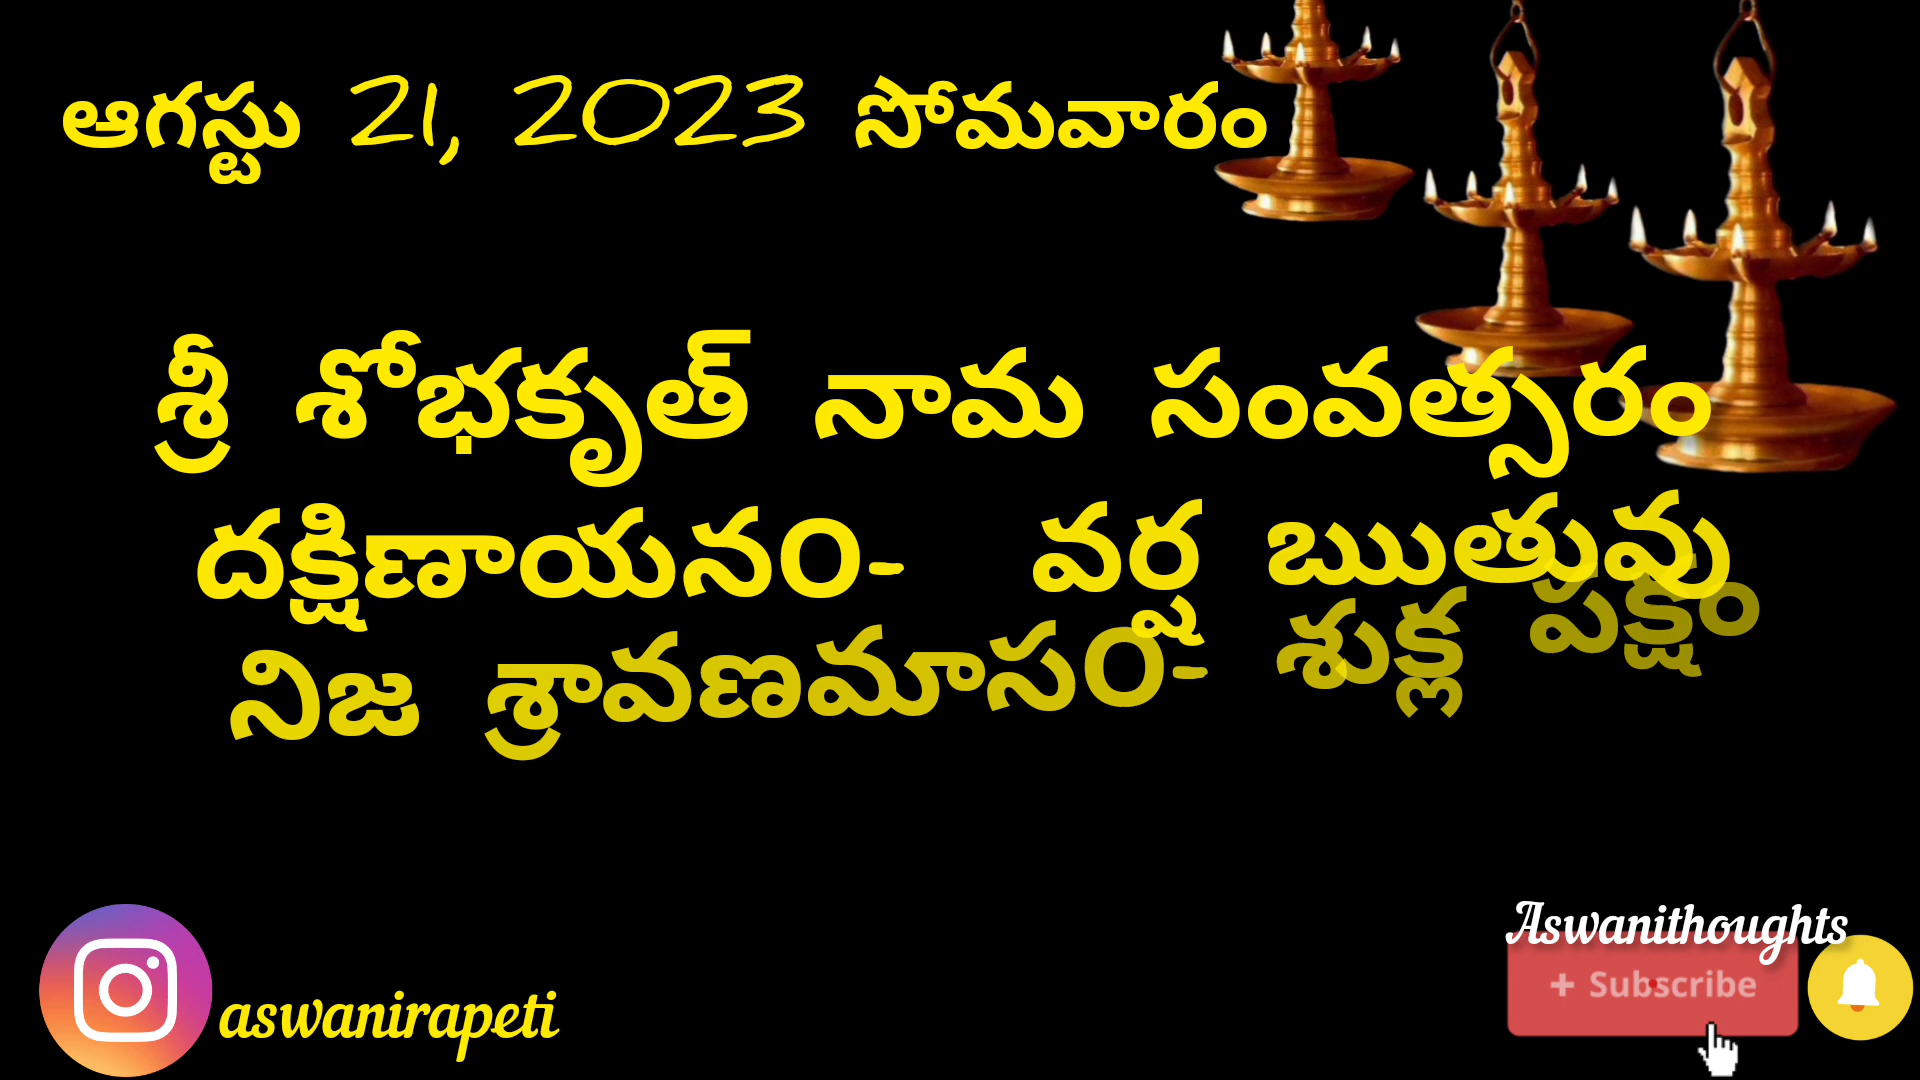 ఆగస్టు 21, 2023 సోమవారం
శ్రీ శోభకృత్ నామ సంవత్సరం
దక్షిణాయనం- వర్ష ఋతువు
నిజ శ్రావణమాసం- శుక్ల పక్షం
aswanirapeti
Aswanithoughts
+ Subscribe